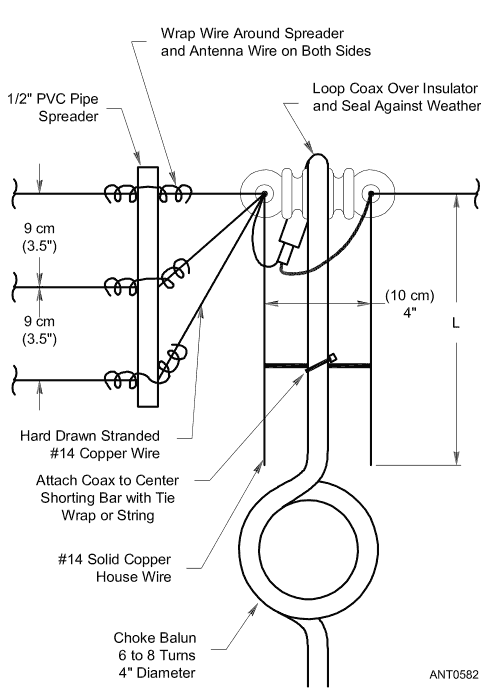 Wrap Wire Around Spreader
and Antenna Wire on Both Sides
Loop Coax Over Insulator
and Seal Against Weather
1/2" PVC Pipe
Spreader
9 cm
(3.5")
9 cm
(3.5")
(10 cm)
4"
L
Hard Drawn Stranded
#14 Copper Wire
Attach Coax to Center
Shorting Bar with Tie
Wrap or String
#14 Solid Copper
House Wire
Choke Balun
6 to 8 Turns
4" Diameter
ANT0582